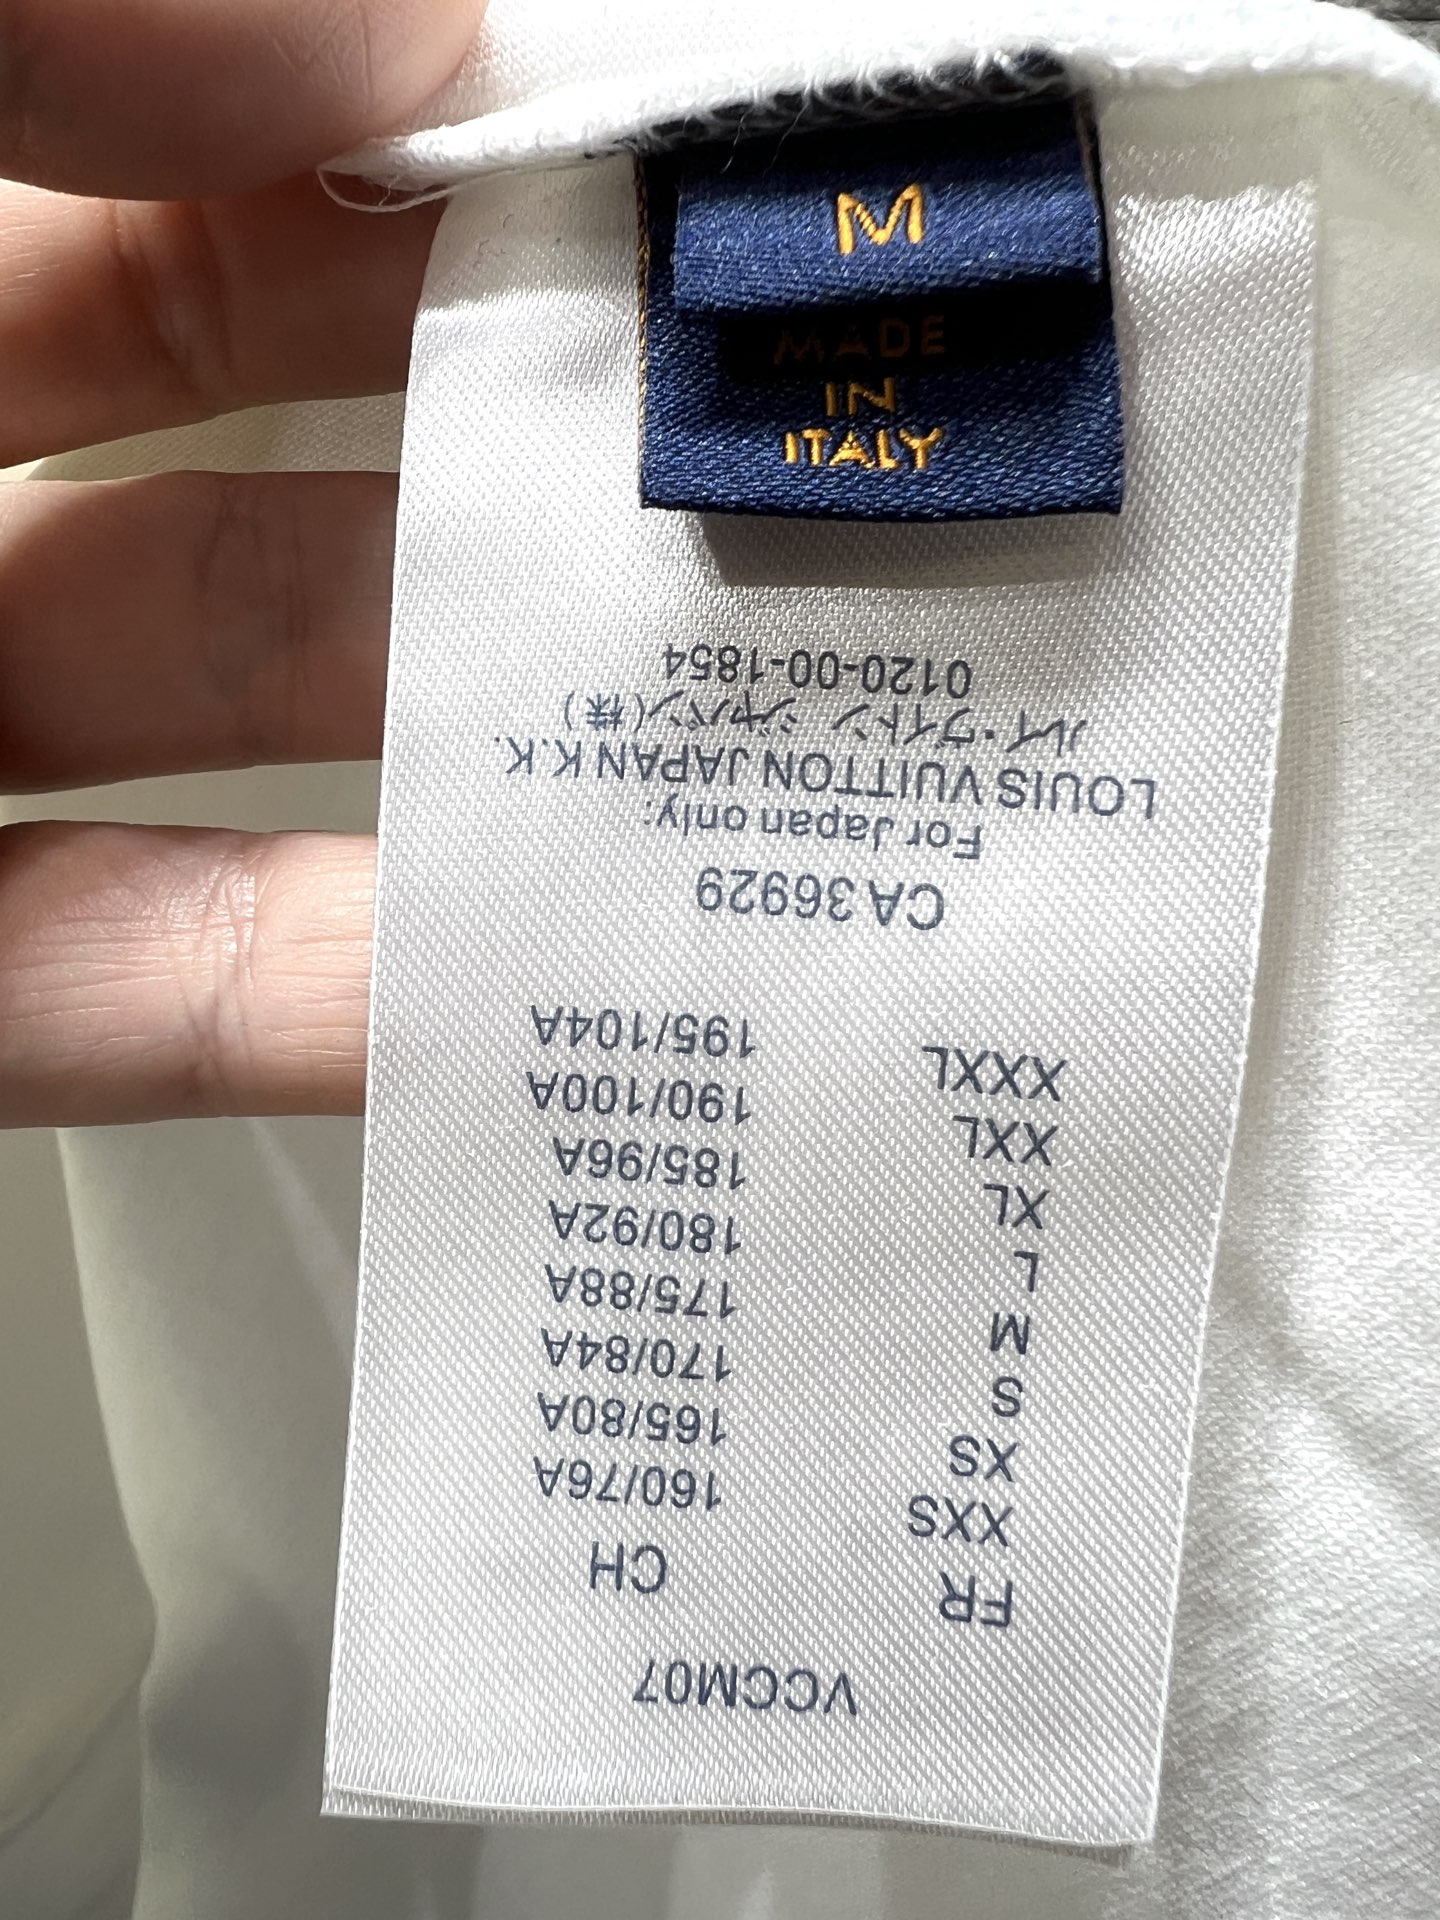 M
MADE
IN
ITALY
VCCM07
FR CH
XXS 160/76A
XS 165/80A
S 170/84A
M 175/88A
L 180/92A
XL 185/96A
XXL 190/100A
XXXL 195/104A
CA 36929
For Japan only:
LOUIS VUITTON JAPAN K.K.
ルイ・ヴィトン ジャパン(株)
0120-00-1854